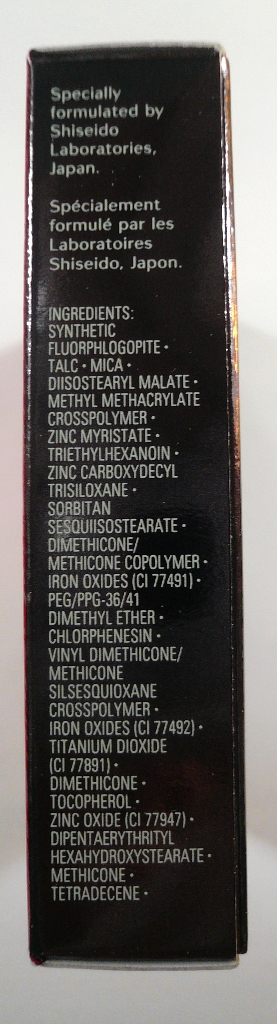 Specially
formulated by
Shiseido
Laboratories,
Japan.
Spécialement
formulé par les
Laboratoires
Shiseido, Japon.
INGREDIENTS:
SYNTHETIC
FLUORPHLOGOPITE •
TALC • MICA •
DIISOSTEARYL MALATE •
METHYL METHACRYLATE
CROSSPOLYMER •
ZINC MYRISTATE •
TRIETHYLHEXANOIN •
ZINC CARBOXYDECYL
TRISILOXANE •
SORBITAN
SESQUIISOSTEARATE •
DIMETHICONE/
METHICONE COPOLYMER •
IRON OXIDES (CI 77491) •
PEG/PPG-36/41
DIMETHYL ETHER •
CHLORPHENESIN •
VINYL DIMETHICONE/
METHICONE
SILSESQUIOXANE
CROSSPOLYMER •
IRON OXIDES (CI 77492) •
TITANIUM DIOXIDE
(CI 77891) •
DIMETHICONE •
TOCOPHEROL •
ZINC OXIDE (CI 77947) •
DIPENTAERYTHRITYL
HEXAHYDROXYSTEARATE •
METHICONE •
TETRADECENE •